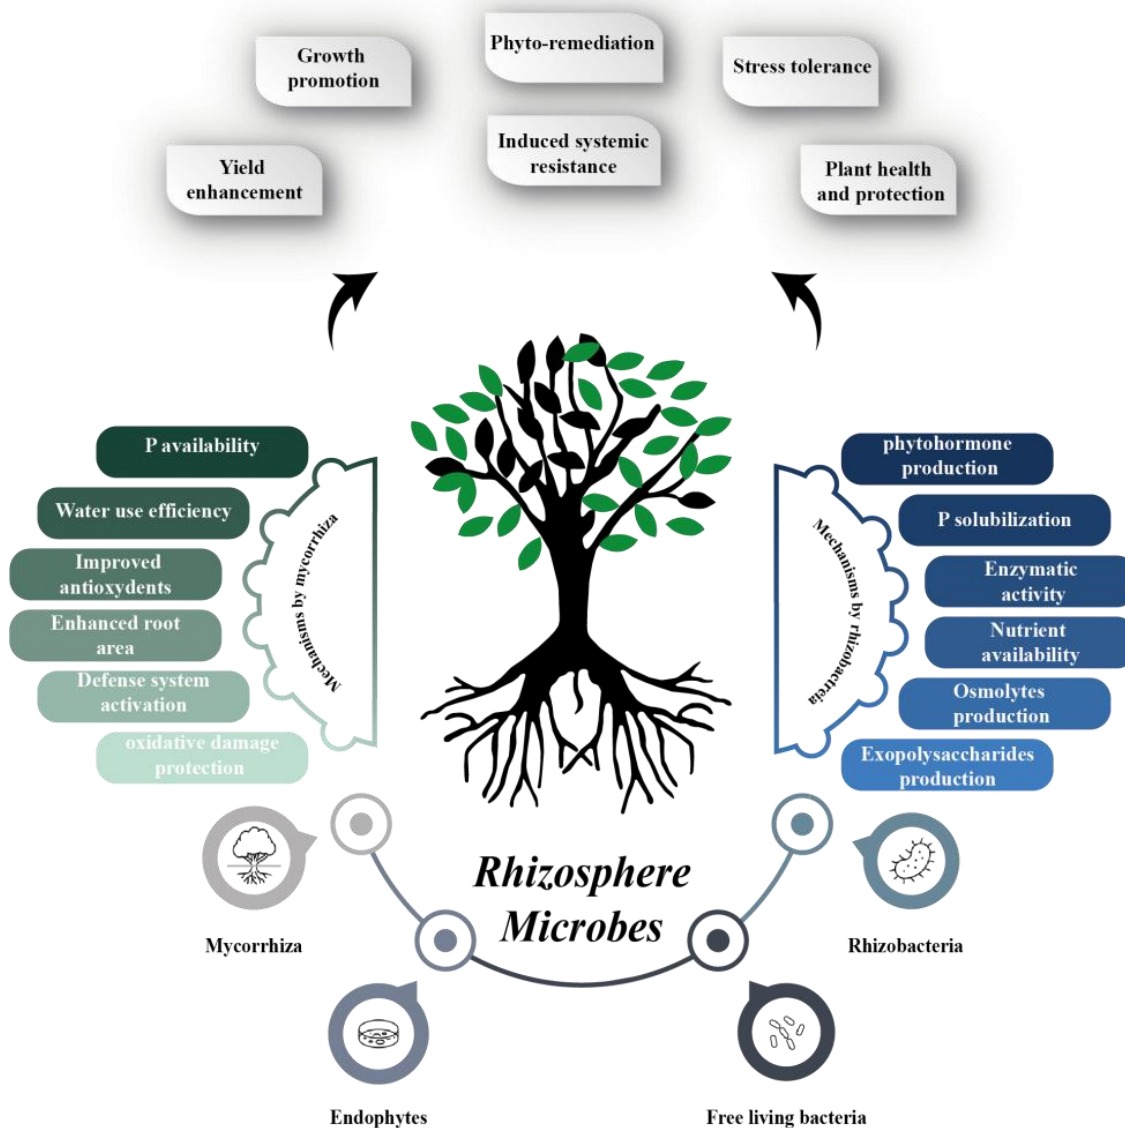 Growth
promotion
Phyto-remediation
Stress tolerance
Yield
enhancement
Induced systemic
resistance
Plant health
and protection
P availability
Water use efficiency
Improved
antioxydents
Enhanced root
area
Defense system
activation
oxidative damage
protection
Mechanisms by mycorrhiza
Mechanisms by rhizobactreia
phytohormone
production
P solubilization
Enzymatic
activity
Nutrient
availability
Osmolytes
production
Exopolysaccharides
production
Rhizosphere
Microbes
Mycorrhiza
Rhizobacteria
Endophytes
Free living bacteria